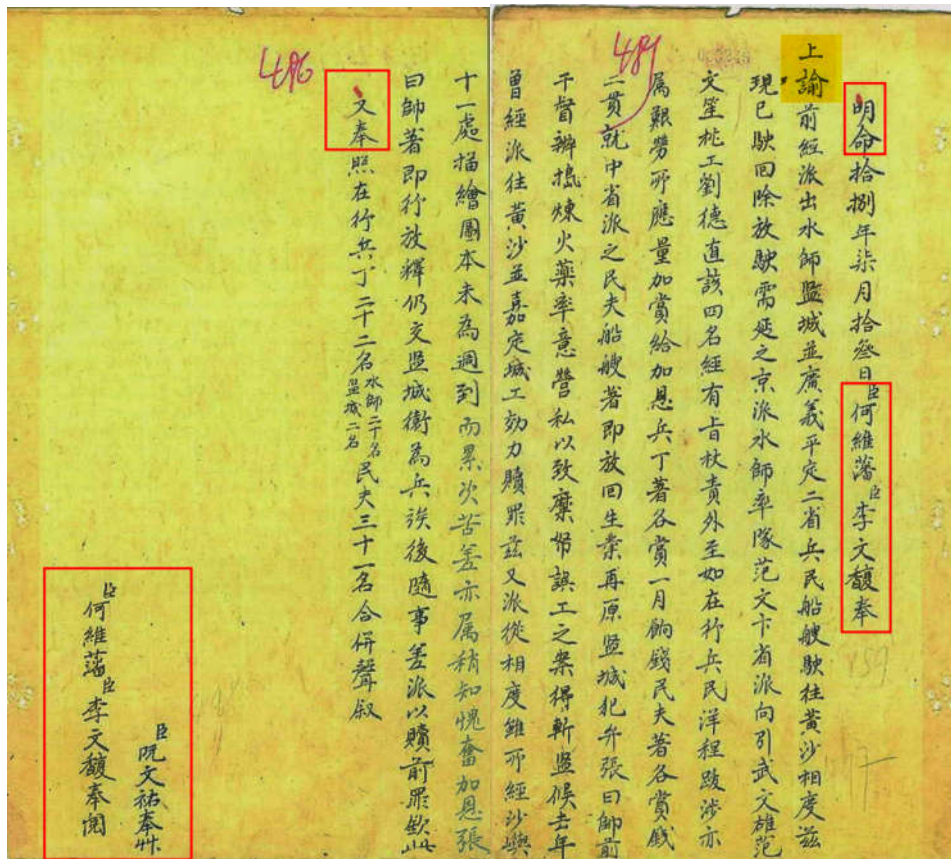 487
明命拾捌年柒月拾叁日臣何維藩臣李文馥奉
上諭前經派出水師監城並廣義平定二省兵民船艘駛往黃沙相度茲
現已駛回除放駛需延之京派水師率隊范文卞省派向引武文雄范
文笙桃工劉德直該四名經有旨杖責外至如在行兵民洋程跋涉亦
属艱勞所應量加賞給加恩兵丁著各賞一月餉錢民夫著各賞錢
二貫就中省派之民夫船艘著即放回生業再原監城犯弁張曰師前
干督辦搗煉火藥率意營私以致糜帑誤工之案得斬監候去年
曾經派往黃沙並嘉定城工効力贖罪茲又派從相度雖所經沙嶼
十一處描繪圖本未為週到而累次苦差亦属稍知愧奮加恩張
曰師著即行放釋仍交監城衛為兵俟後隨事差派以贖前罪欽此
496
又奉照在行兵丁二十二名水師二十名監城二名民夫三十一名合併聲叙
臣阮文祐奉艸
臣何維藩臣李文馥奉閲